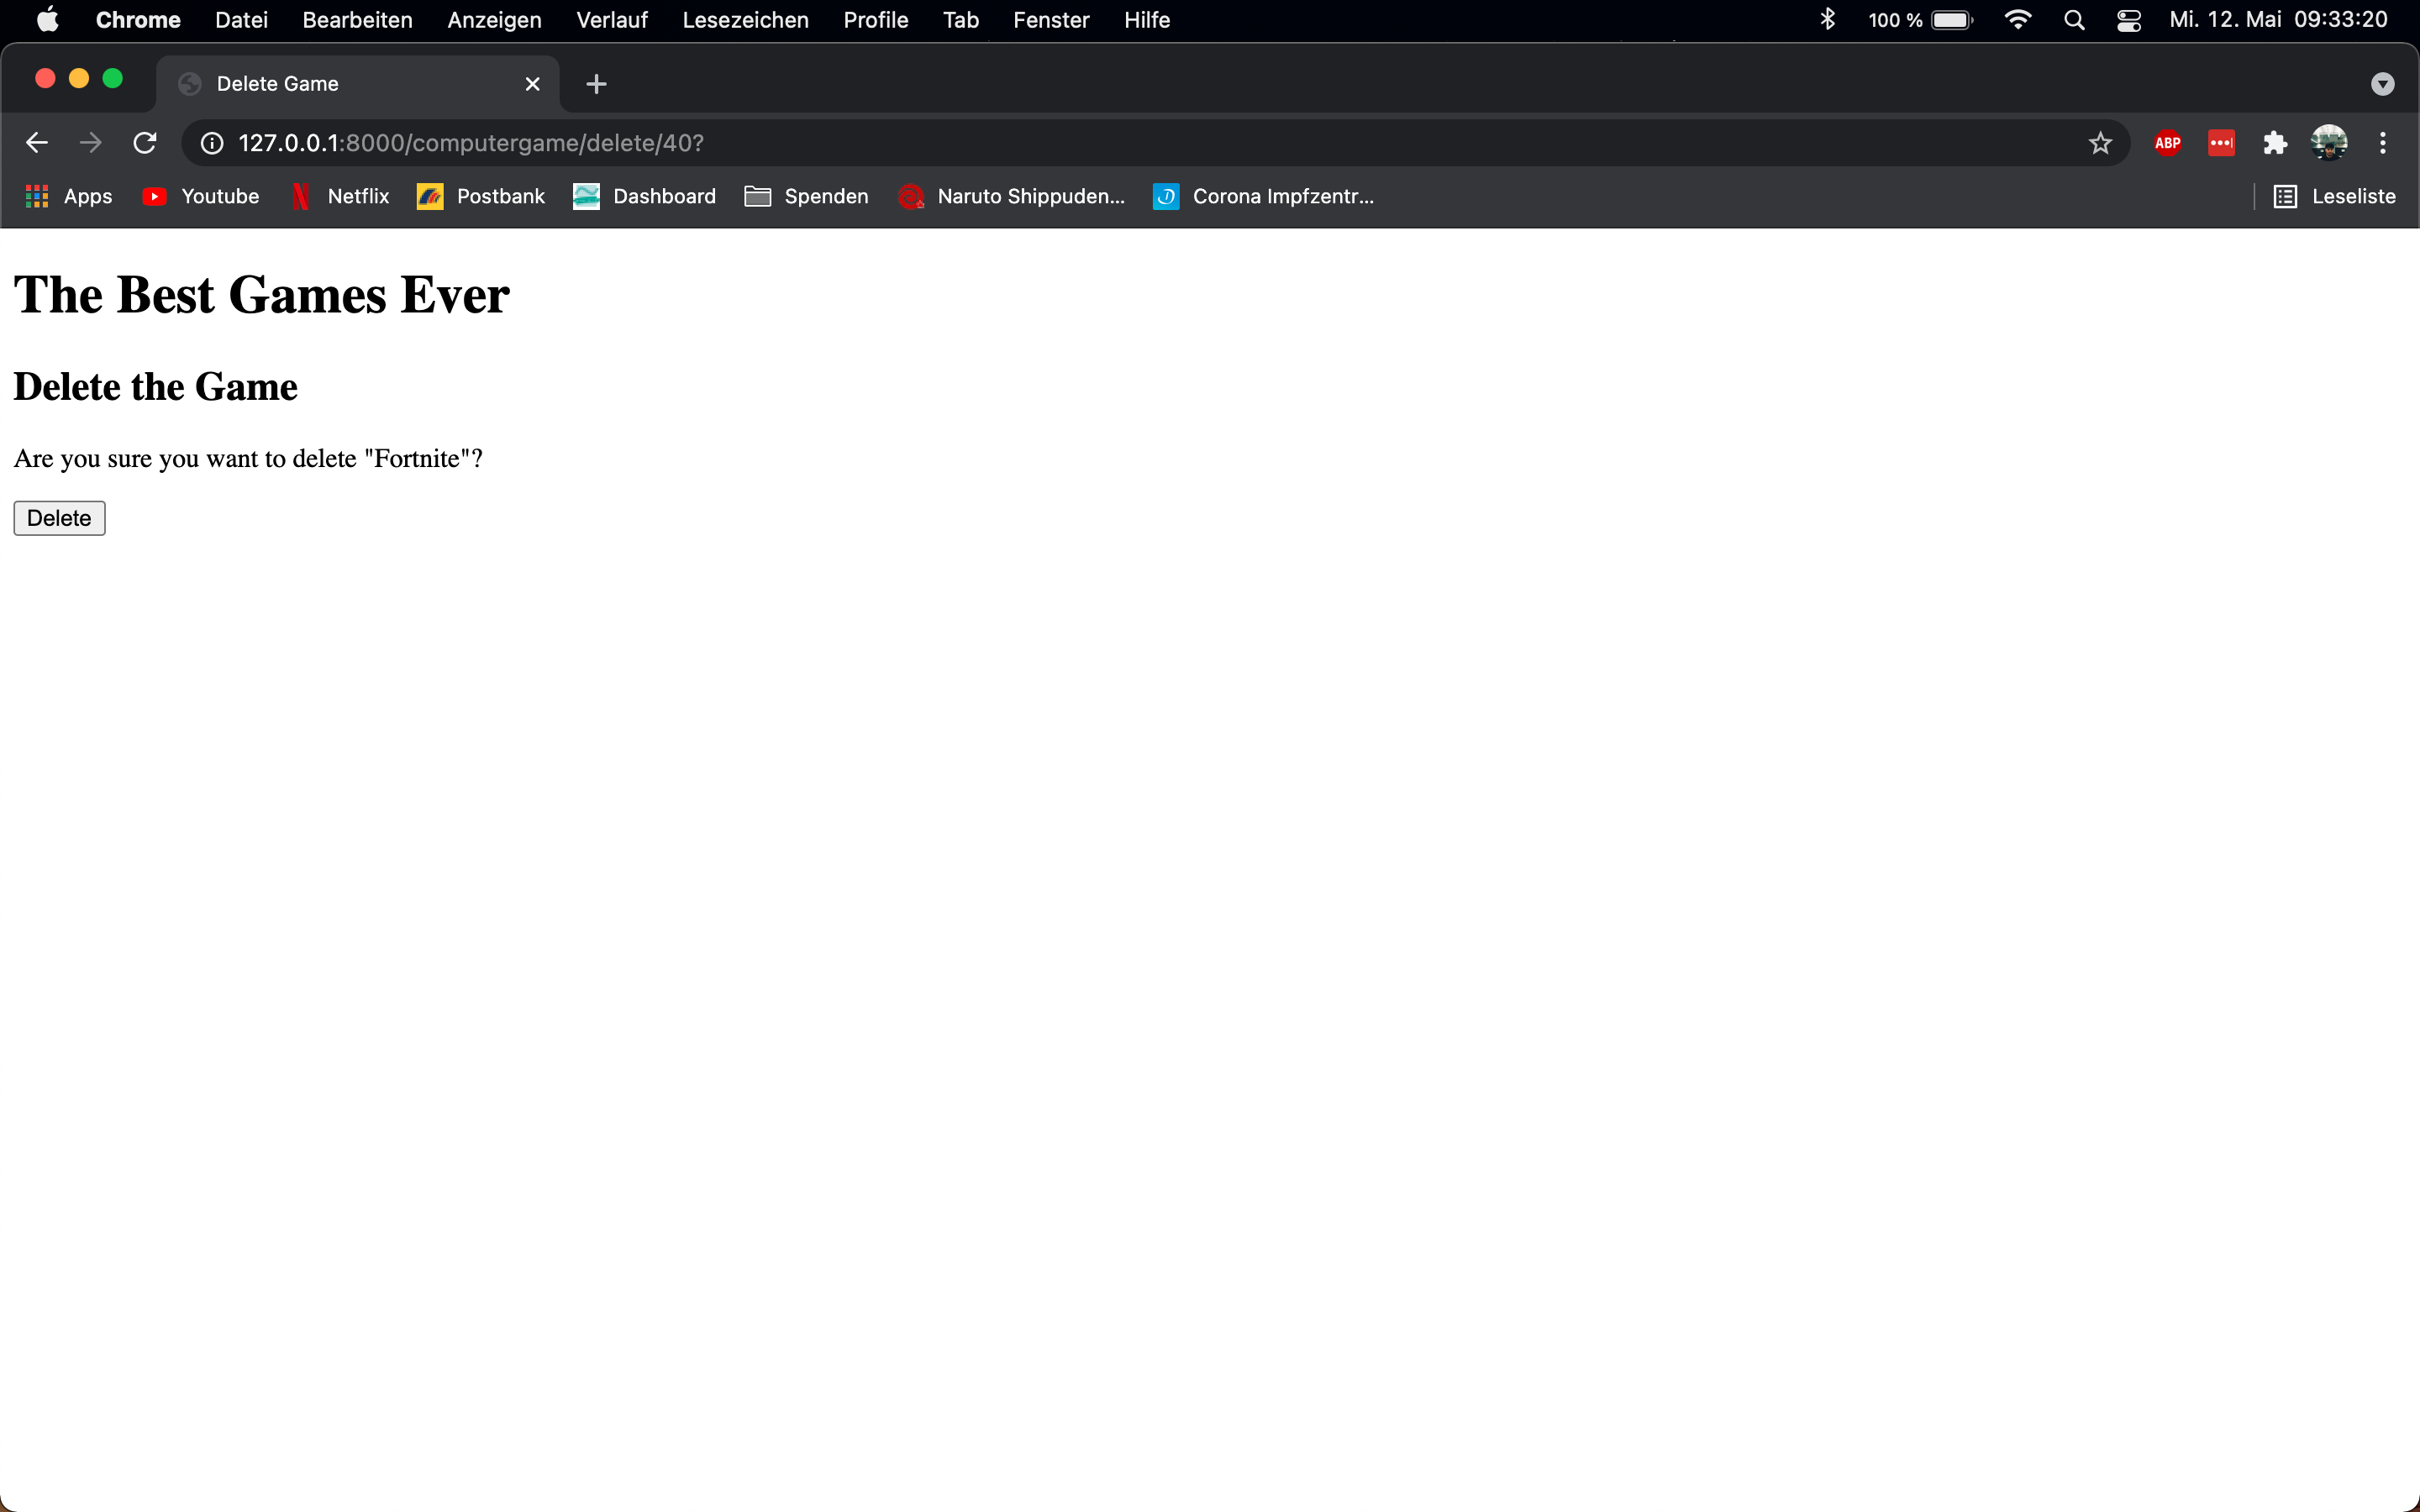 Chrome Datei Bearbeiten Anzeigen Verlauf Lesezeichen Profile Tab Fenster Hilfe 100 % Mi. 12. Mai 09:33:20
Delete Game
127.0.0.1:8000/computergame/delete/40?
ABP
Apps Youtube Netflix Postbank Dashboard Spenden Naruto Shippuden... Corona Impfzentr... Leseliste
The Best Games Ever
Delete the Game
Are you sure you want to delete "Fortnite"?
Delete